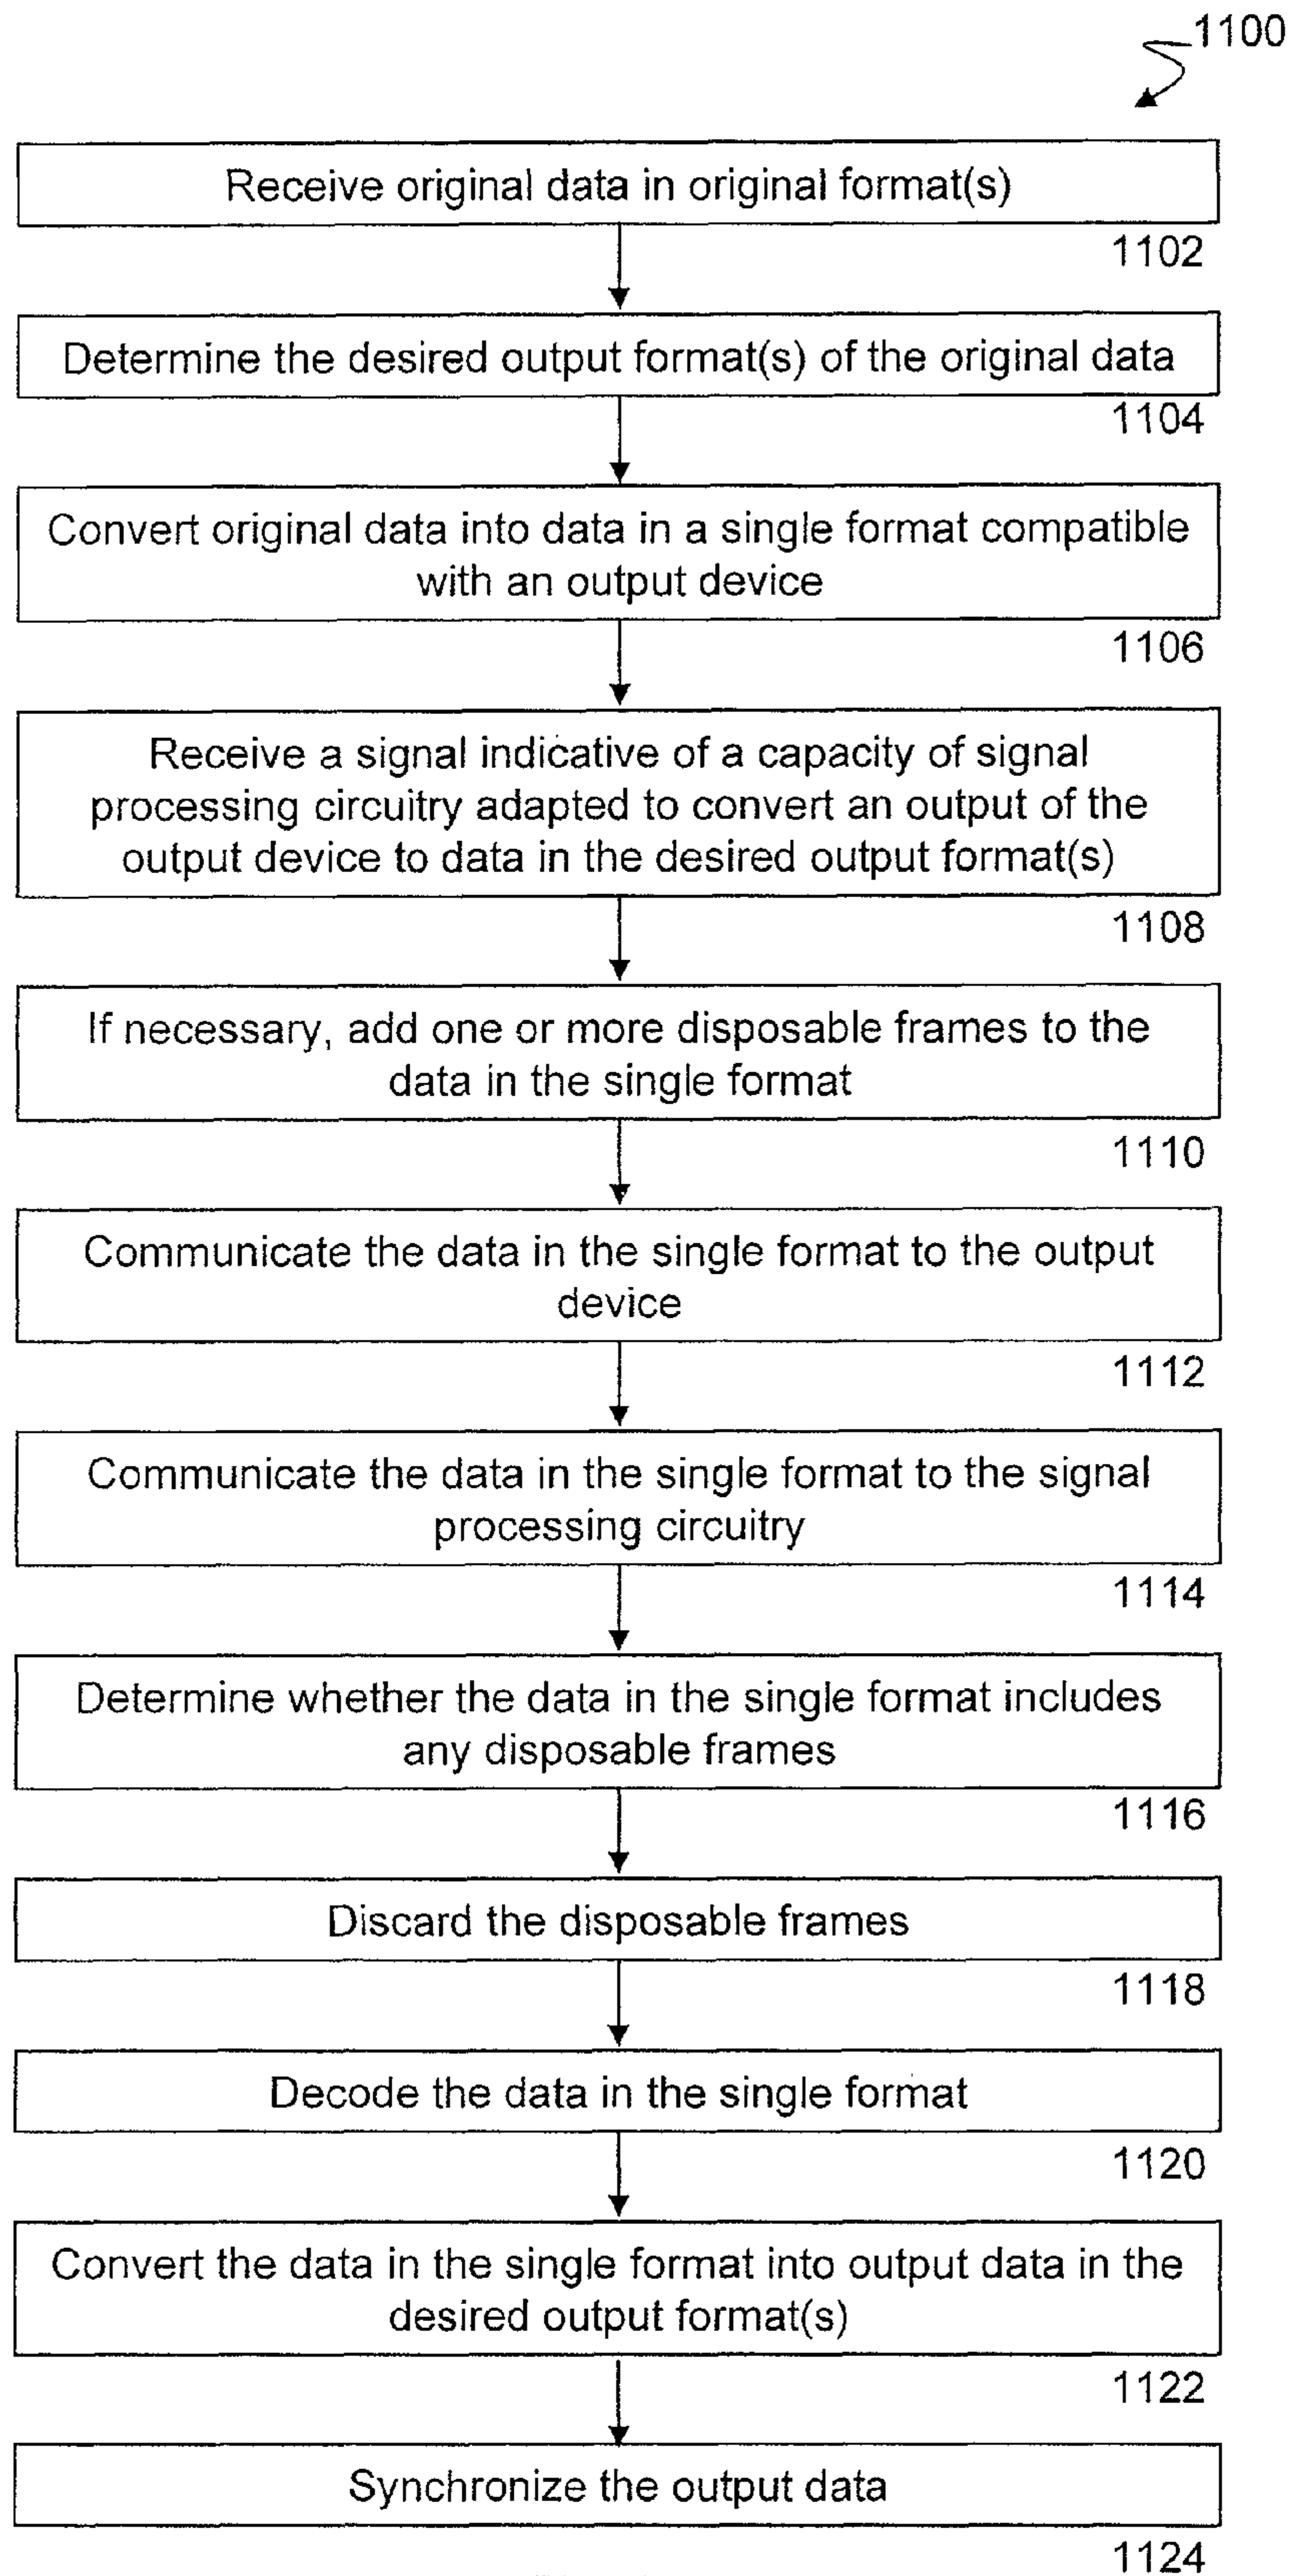 1100
Receive original data in original format(s)
1102
Determine the desired output format(s) of the original data
1104
Convert original data into data in a single format compatible
with an output device
1106
Receive a signal indicative of a capacity of signal
processing circuitry adapted to convert an output of the
output device to data in the desired output format(s)
1108
If necessary, add one or more disposable frames to the
data in the single format
1110
Communicate the data in the single format to the output
device
1112
Communicate the data in the single format to the signal
processing circuitry
1114
Determine whether the data in the single format includes
any disposable frames
1116
Discard the disposable frames
1118
Decode the data in the single format
1120
Convert the data in the single format into output data in the
desired output format(s)
1122
Synchronize the output data
1124